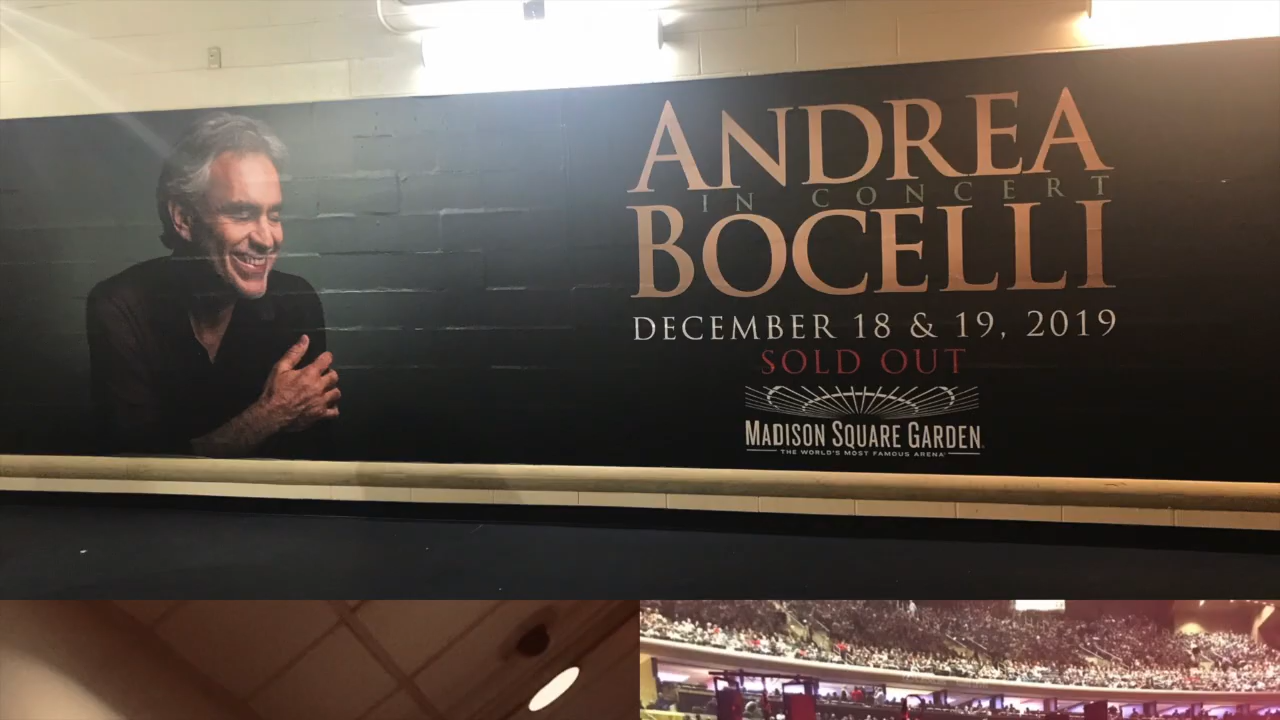 ANDREA
IN CONCERT
BOCELLI
DECEMBER 18 & 19, 2019
SOLD OUT
MADISON SQUARE GARDEN
THE WORLD'S MOST FAMOUS ARENA